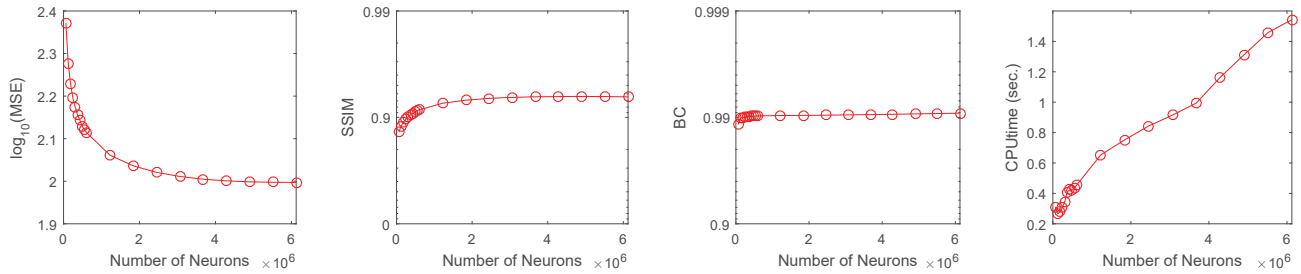 2.4
2.3
2.2
2.1
2
1.9
log10(MSE)
0 2 4 6
Number of Neurons ×10^6
0.99
0.9
0
SSIM
0 2 4 6
Number of Neurons ×10^6
0.999
0.99
0.9
BC
0 2 4 6
Number of Neurons ×10^6
1.4
1.2
1
0.8
0.6
0.4
0.2
CPUtime (sec.)
0 2 4 6
Number of Neurons ×10^6